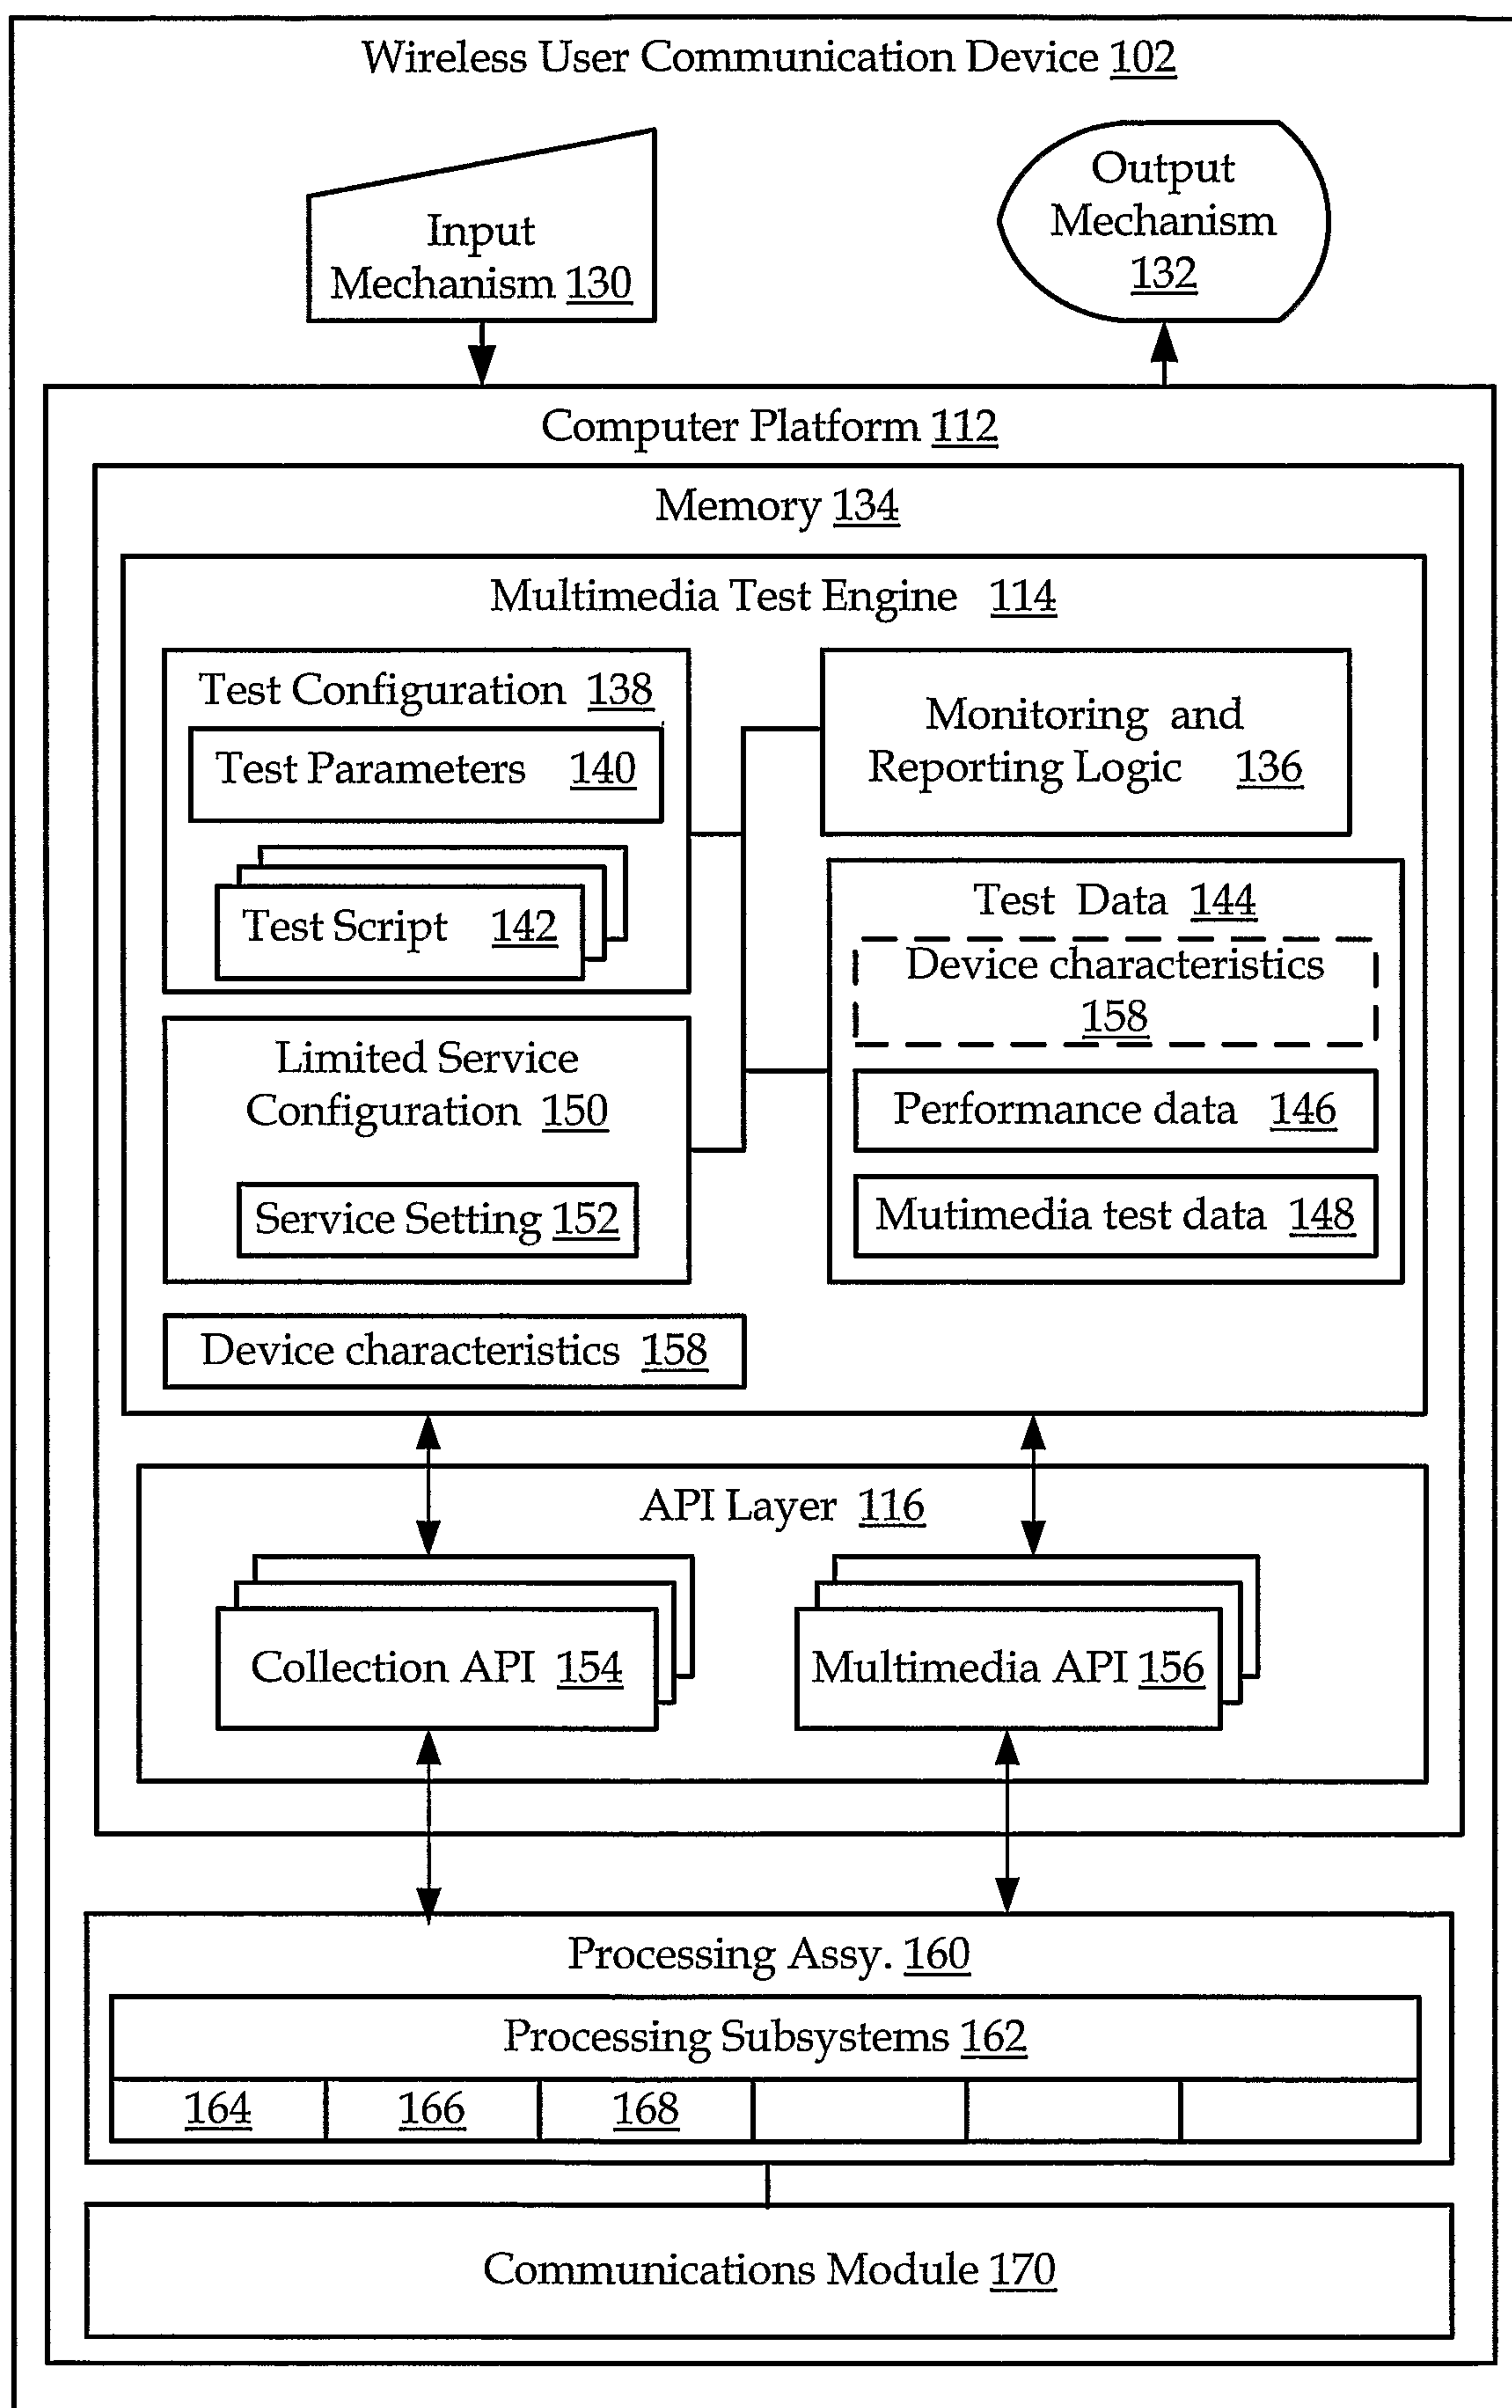 Wireless User Communication Device 102
Input
Mechanism 130
Output
Mechanism
132
Computer Platform 112
Memory 134
Multimedia Test Engine 114
Test Configuration 138
Test Parameters 140
Test Script 142
Monitoring and
Reporting Logic 136
Test Data 144
Device characteristics
158
Performance data 146
Mutimedia test data 148
Limited Service
Configuration 150
Service Setting 152
Device characteristics 158
API Layer 116
Collection API 154
Multimedia API 156
Processing Assy. 160
Processing Subsystems 162
164 166 168
Communications Module 170